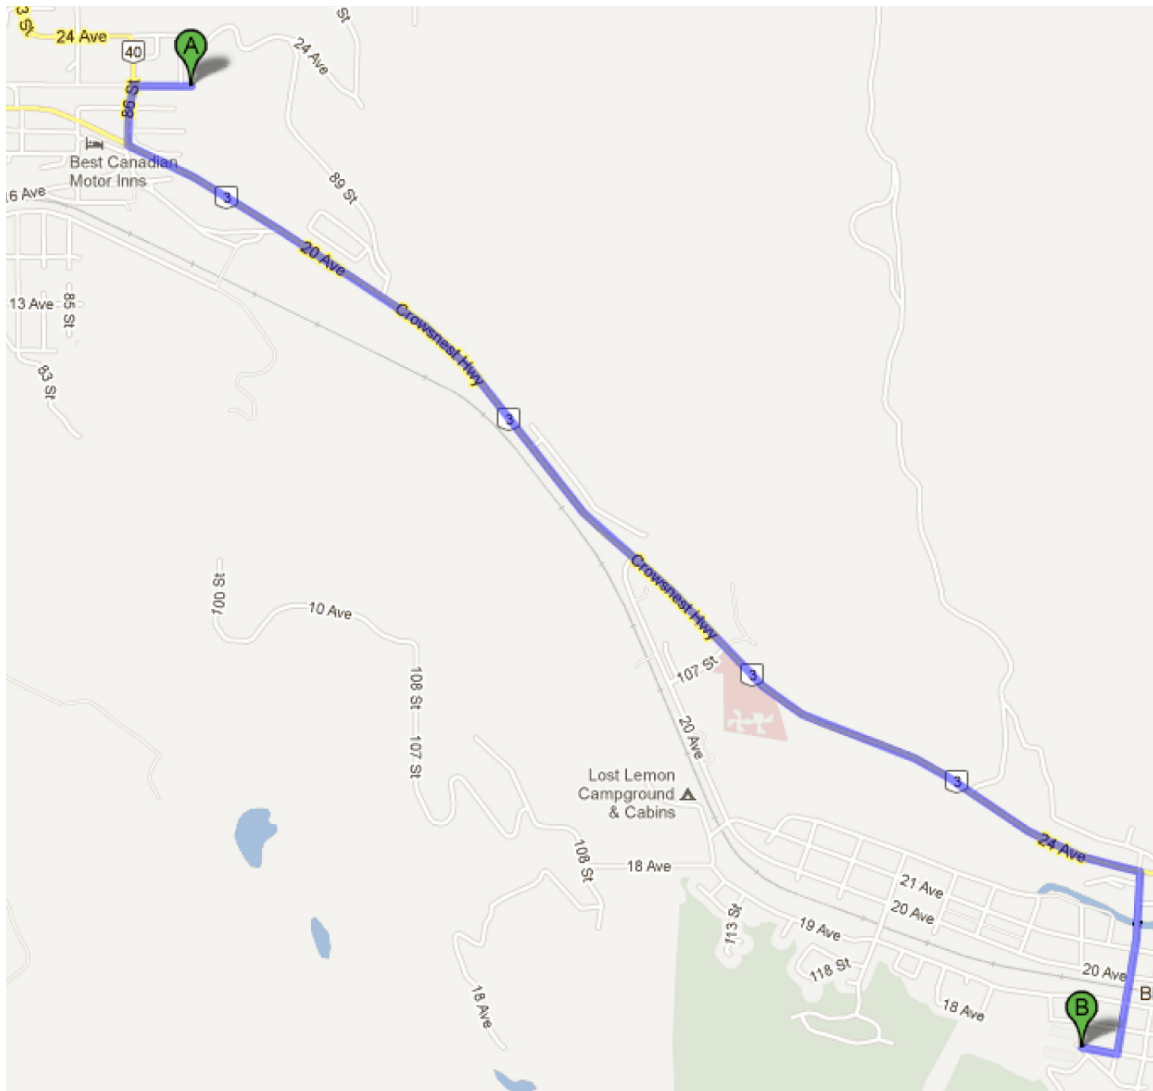 3 St
24 Ave
40
A
St
24 Ave
86 St
Best Canadian
Motor Inns
16 Ave
3
89 St
20 Ave
13 Ave
85 St
Crowsnest Hwy
83 St
3
100 St
10 Ave
Crowsnest Hwy
108 St
107 St
3
107 St
20 Ave
Lost Lemon
Campground
& Cabins
3
24 Ave
108 St
18 Ave
21 Ave
20 Ave
113 St
19 Ave
118 St
20 Ave
18 Ave
18 Ave
B